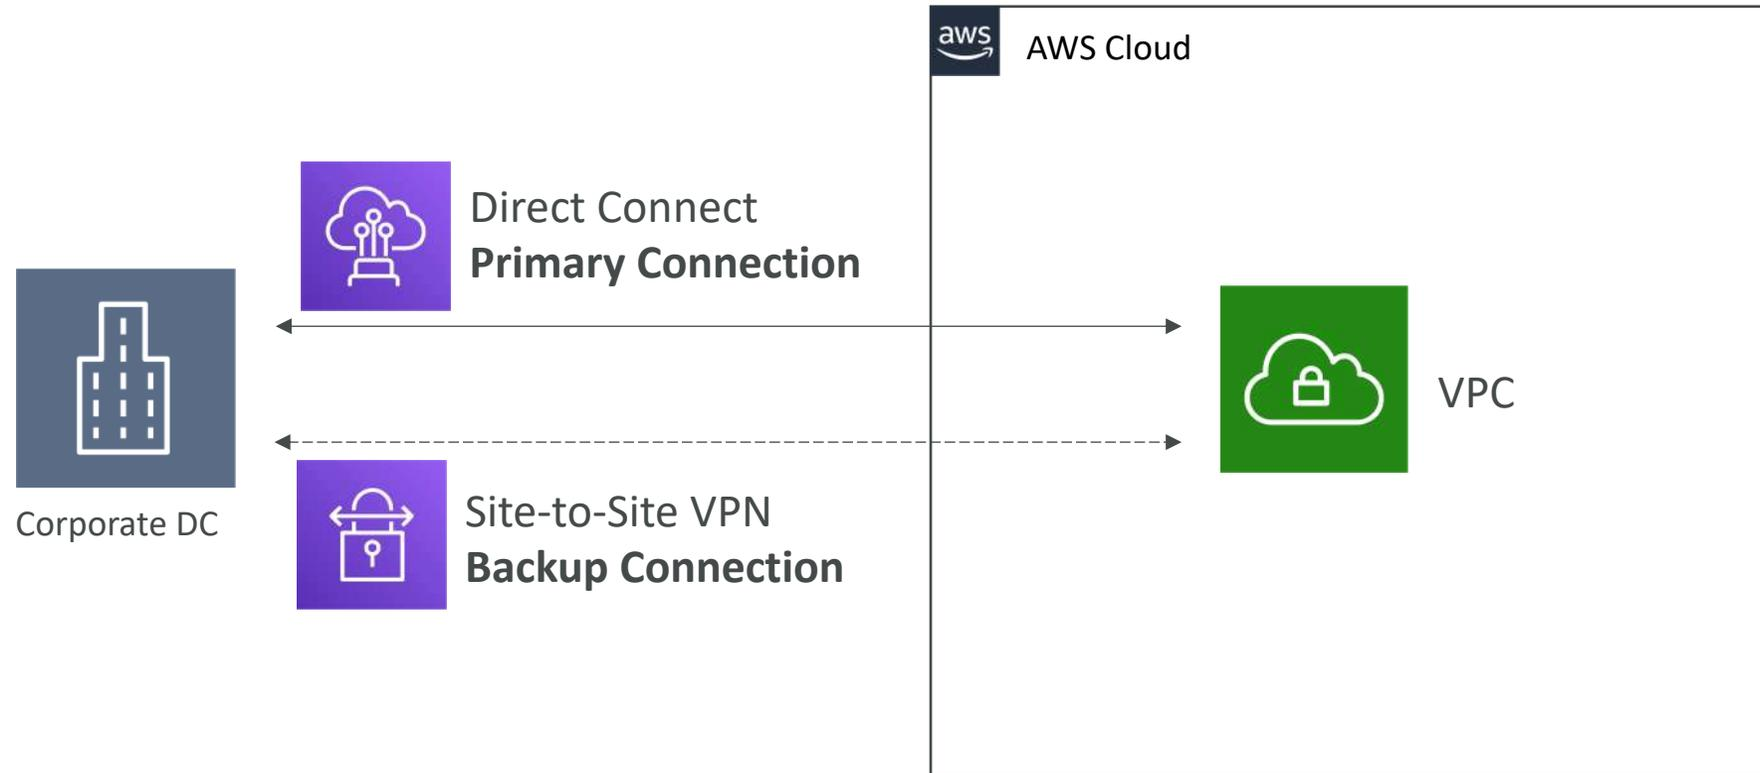 aws
AWS Cloud
Direct Connect
Primary Connection
VPC
Corporate DC
Site-to-Site VPN
Backup Connection